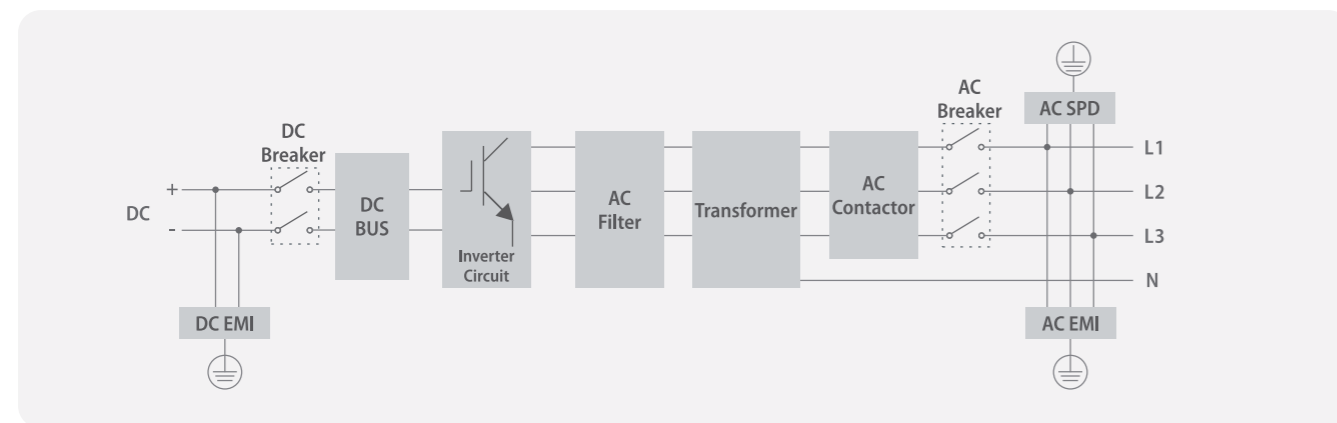 DC
+
-
DC
Breaker
DC EMI
DC
BUS
Inverter
Circuit
AC
Filter
Transformer
AC
Contactor
AC
Breaker
AC SPD
L1
L2
L3
N
AC EMI